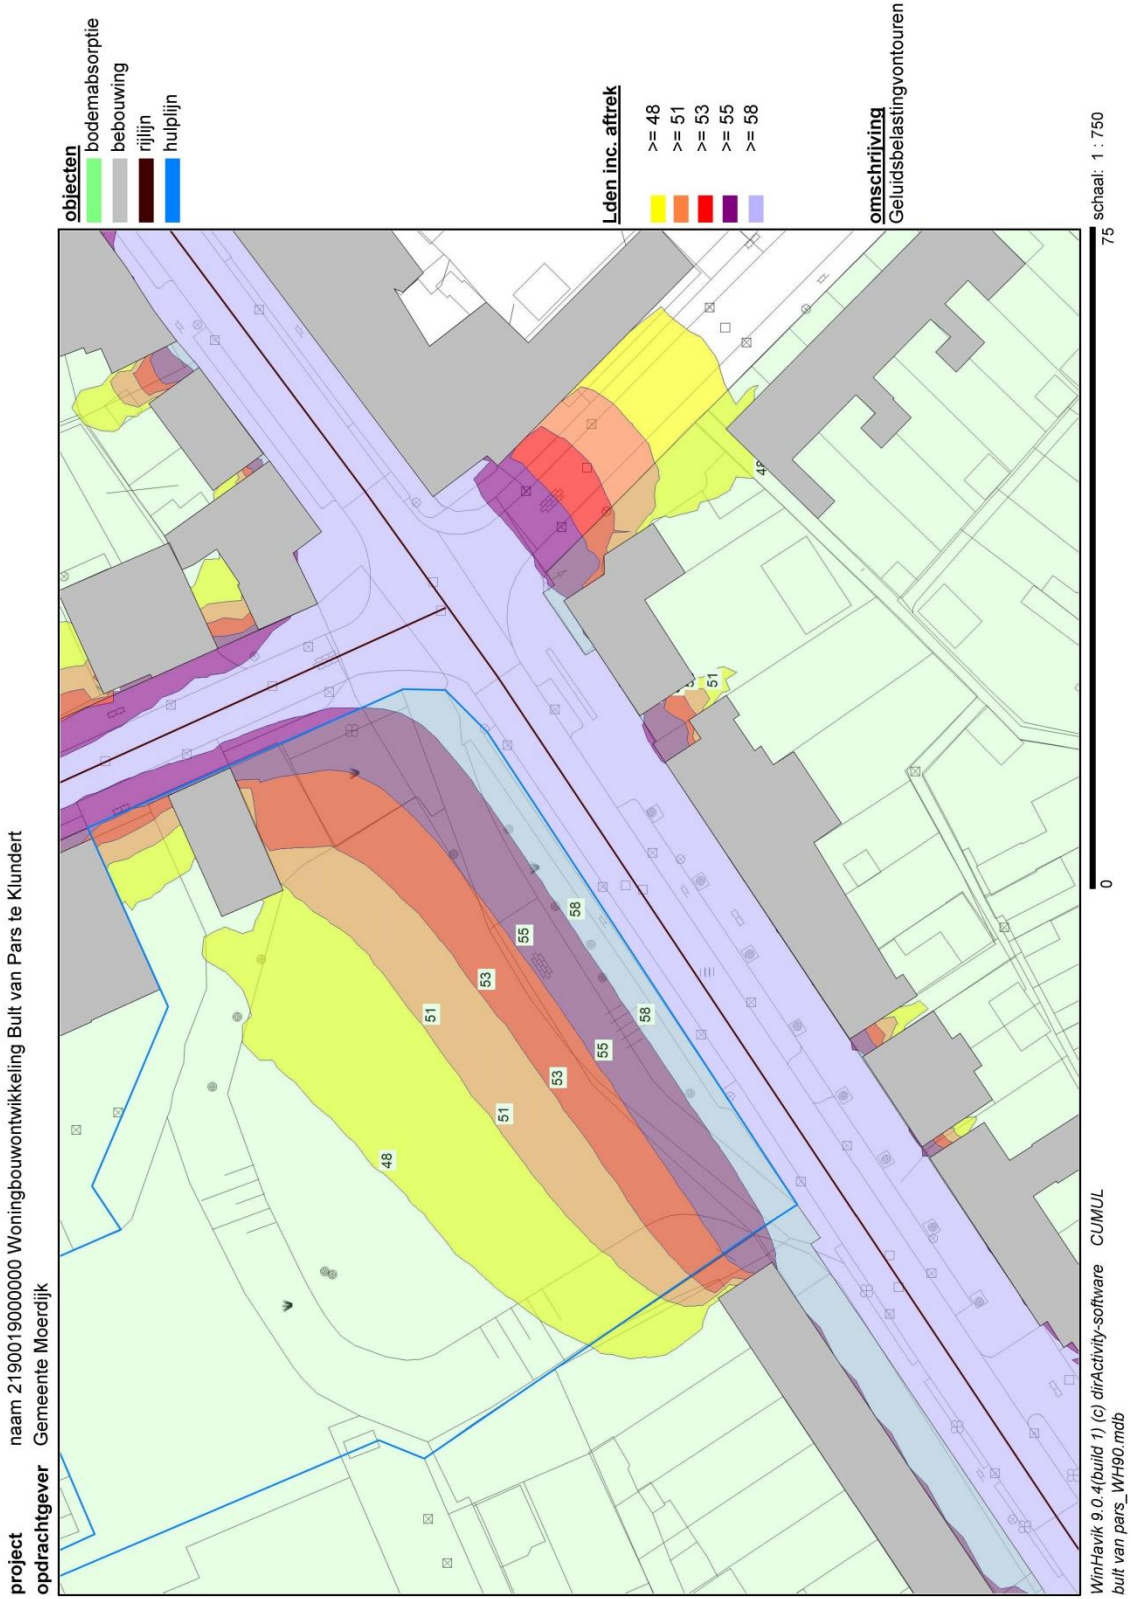 project naam 21900190000000 Woningbouwontwikkeling Bult van Pars te Klundert
opdrachtgever Gemeente Moerdijk
objecten
bodemabsorptie
bebouwing
rijlijn
hulplijn
Lden inc. aftrek
>= 48
>= 51
>= 53
>= 55
>= 58
omschrijving
Geluidsbelastingvontouren
48
51
51
53
53
55
55
58
58
48
51
0 75 schaal: 1 : 750
WinHavik 9.0.4(build 1) (c) dirActivity-software CUMUL
bult van pars_WH90.mdb